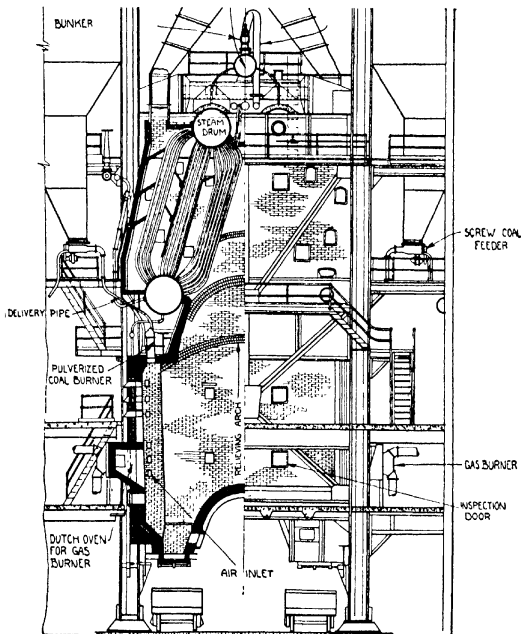 BUNKER
STEAM
DRUM
SCREW COAL
FEEDER
DELIVERY PIPE
PULVERIZED
COAL BURNER
RELIEVING ARCH
GAS BURNER
INSPECTION
DOOR
DUTCH OVEN
FOR GAS
BURNER
AIR INLET